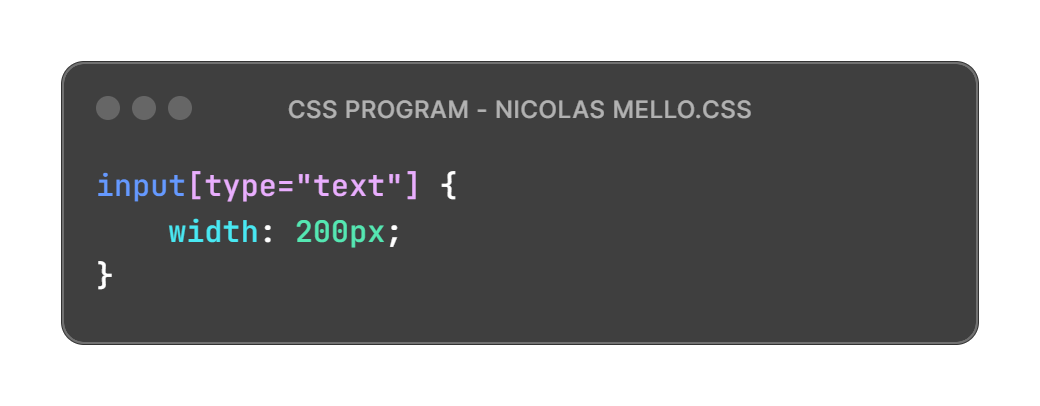 CSS PROGRAM - NICOLAS MELLO.CSS
input[type="text"] {
    width: 200px;
}